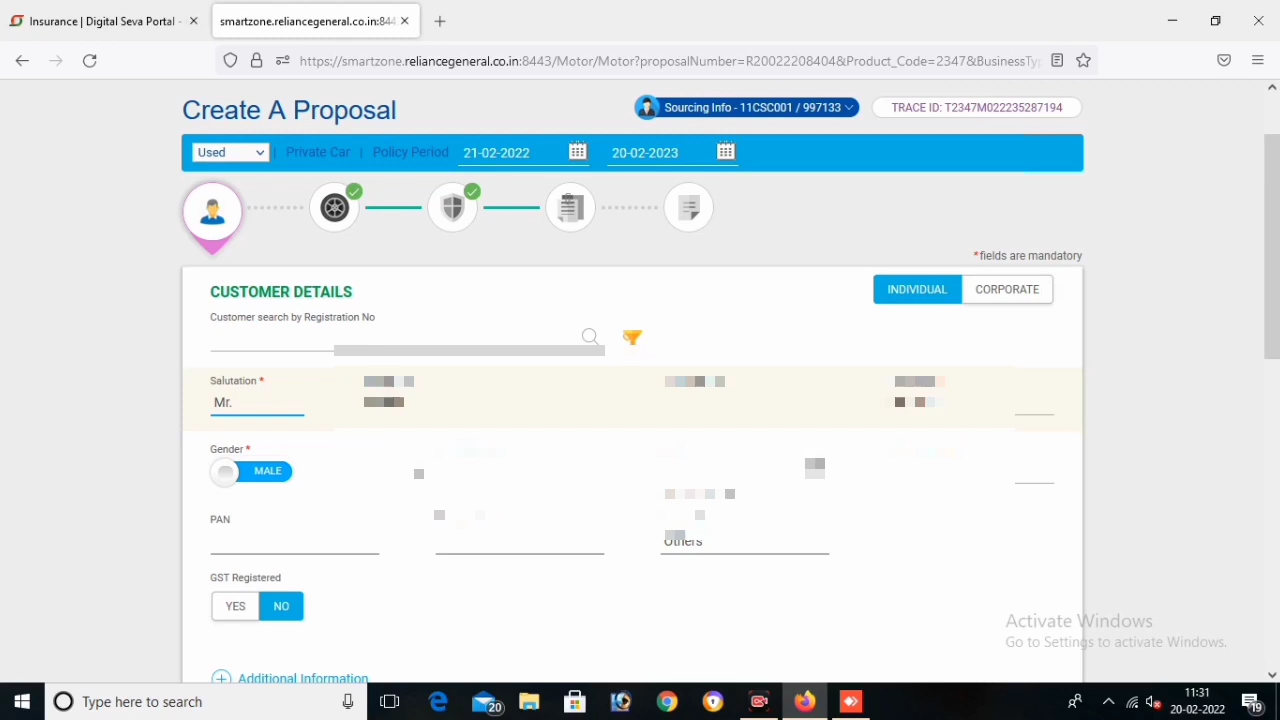 Insurance | Digital Seva Portal -
smartzone.reliancegeneral.co.in:844
https://smartzone.reliancegeneral.co.in:8443/Motor/Motor?proposalNumber=R20022208404&Product_Code=2347&BusinessTy
Create A Proposal
Sourcing Info - 11CSC001 / 997133
TRACE ID: T2347M022235287194
Used | Private Car | Policy Period 21-02-2022 20-02-2023
*fields are mandatory
CUSTOMER DETAILS
INDIVIDUAL CORPORATE
Customer search by Registration No
Salutation *
Mr.
Gender *
MALE
PAN
Others
GST Registered
YES NO
Additional Information
Activate Windows
Go to Settings to activate Windows.
Type here to search
20
11:31
20-02-2022
19